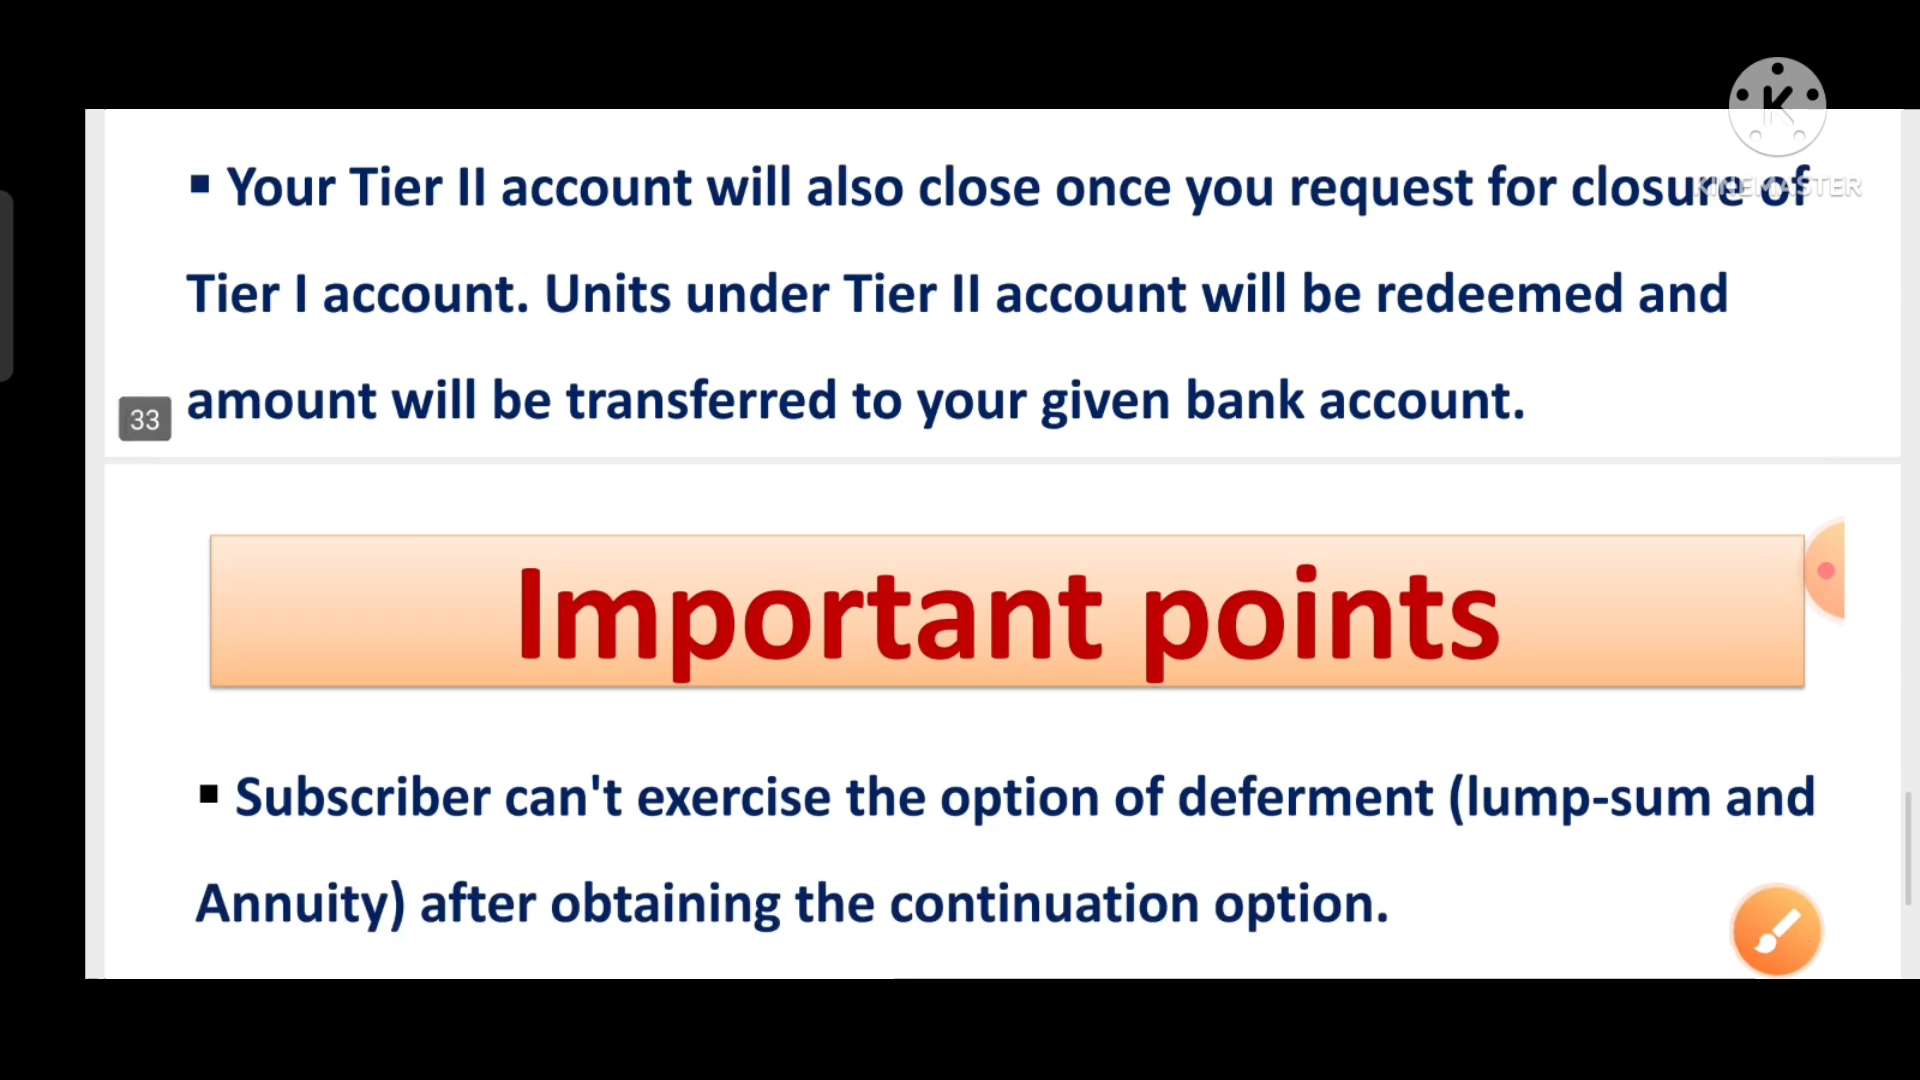 ▪ Your Tier II account will also close once you request for closure of
KINEMASTER
Tier I account. Units under Tier II account will be redeemed and
amount will be transferred to your given bank account.
33
Important points
▪ Subscriber can't exercise the option of deferment (lump-sum and
Annuity) after obtaining the continuation option.